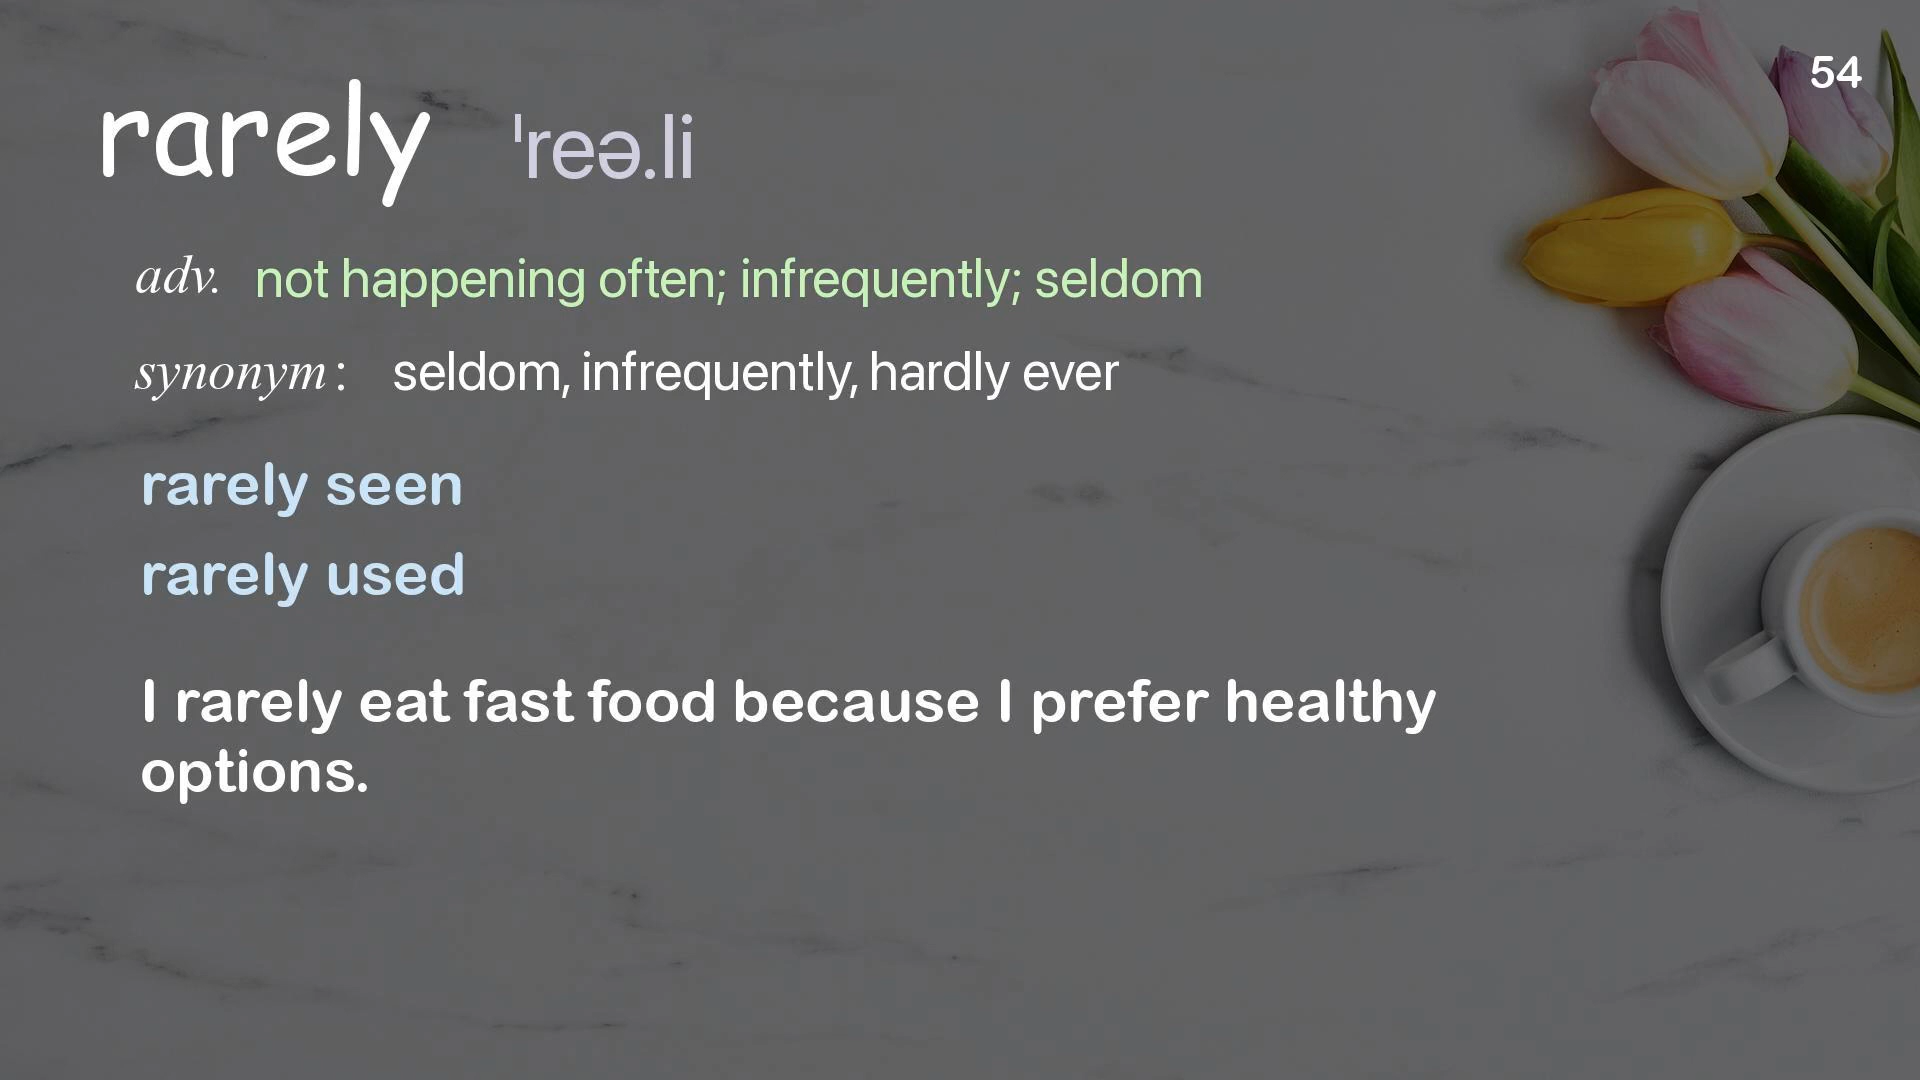 54
rarely ˈreə.li
adv. not happening often; infrequently; seldom
synonym: seldom, infrequently, hardly ever
rarely seen
rarely used
I rarely eat fast food because I prefer healthy
options.